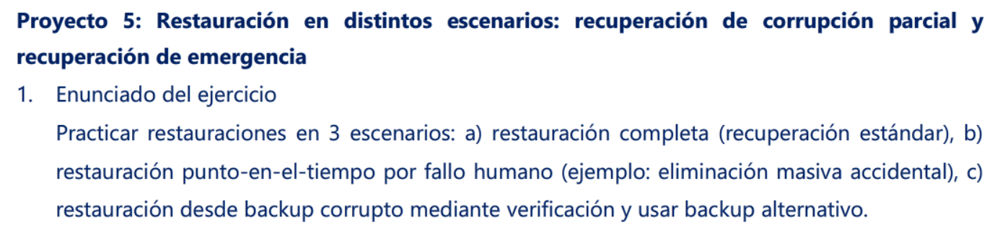 Proyecto 5: Restauración en distintos escenarios: recuperación de corrupción parcial y
recuperación de emergencia
1. Enunciado del ejercicio
Practicar restauraciones en 3 escenarios: a) restauración completa (recuperación estándar), b)
restauración punto-en-el-tiempo por fallo humano (ejemplo: eliminación masiva accidental), c)
restauración desde backup corrupto mediante verificación y usar backup alternativo.